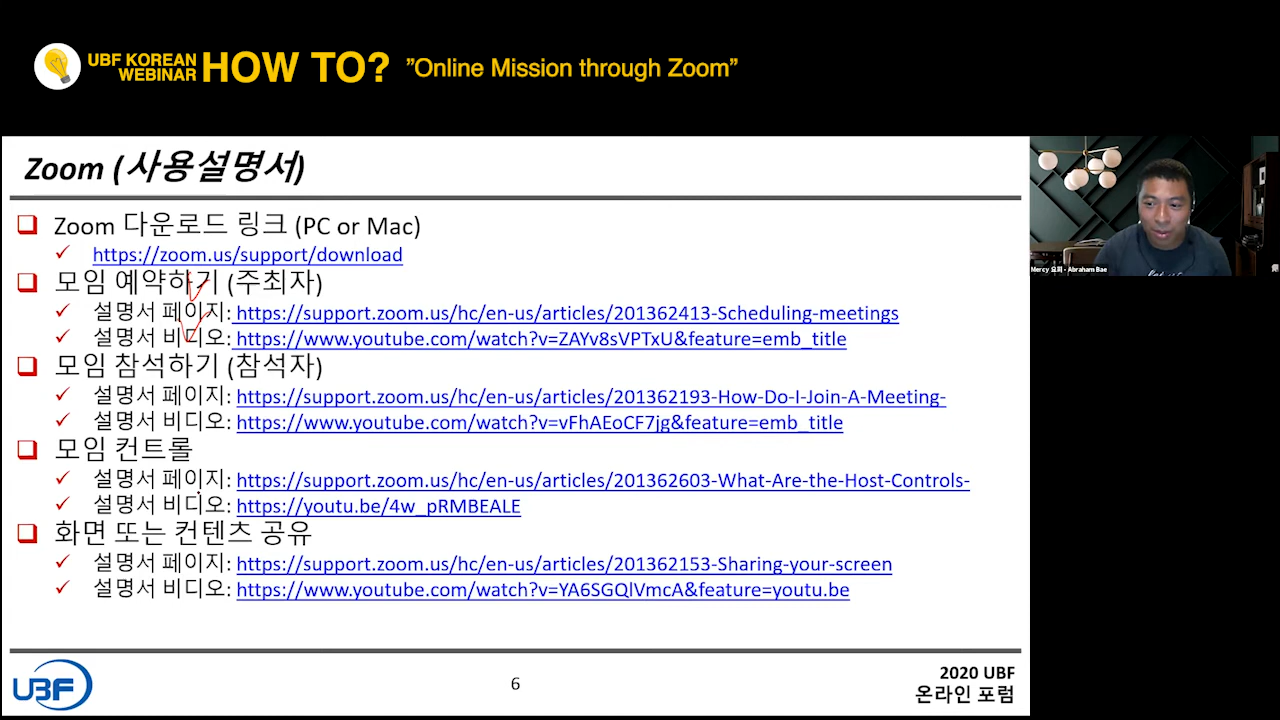 UBF KOREAN
WEBINAR
HOW TO?
”Online Mission through Zoom”
Zoom (사용설명서)
Zoom 다운로드 링크 (PC or Mac)
https://zoom.us/support/download
모임 예약하기 (주최자)
설명서 페이지: https://support.zoom.us/hc/en-us/articles/201362413-Scheduling-meetings
설명서 비디오: https://www.youtube.com/watch?v=ZAYv8sVPTxU&feature=emb_title
모임 참석하기 (참석자)
설명서 페이지: https://support.zoom.us/hc/en-us/articles/201362193-How-Do-I-Join-A-Meeting-
설명서 비디오: https://www.youtube.com/watch?v=vFhAEoCF7jg&feature=emb_title
모임 컨트롤
설명서 페이지: https://support.zoom.us/hc/en-us/articles/201362603-What-Are-the-Host-Controls-
설명서 비디오: https://youtu.be/4w_pRMBEALE
화면 또는 컨텐츠 공유
설명서 페이지: https://support.zoom.us/hc/en-us/articles/201362153-Sharing-your-screen
설명서 비디오: https://www.youtube.com/watch?v=YA6SGQlVmcA&feature=youtu.be
UBF
6
2020 UBF
온라인 포럼
Mercy 요회 - Abraham Bae